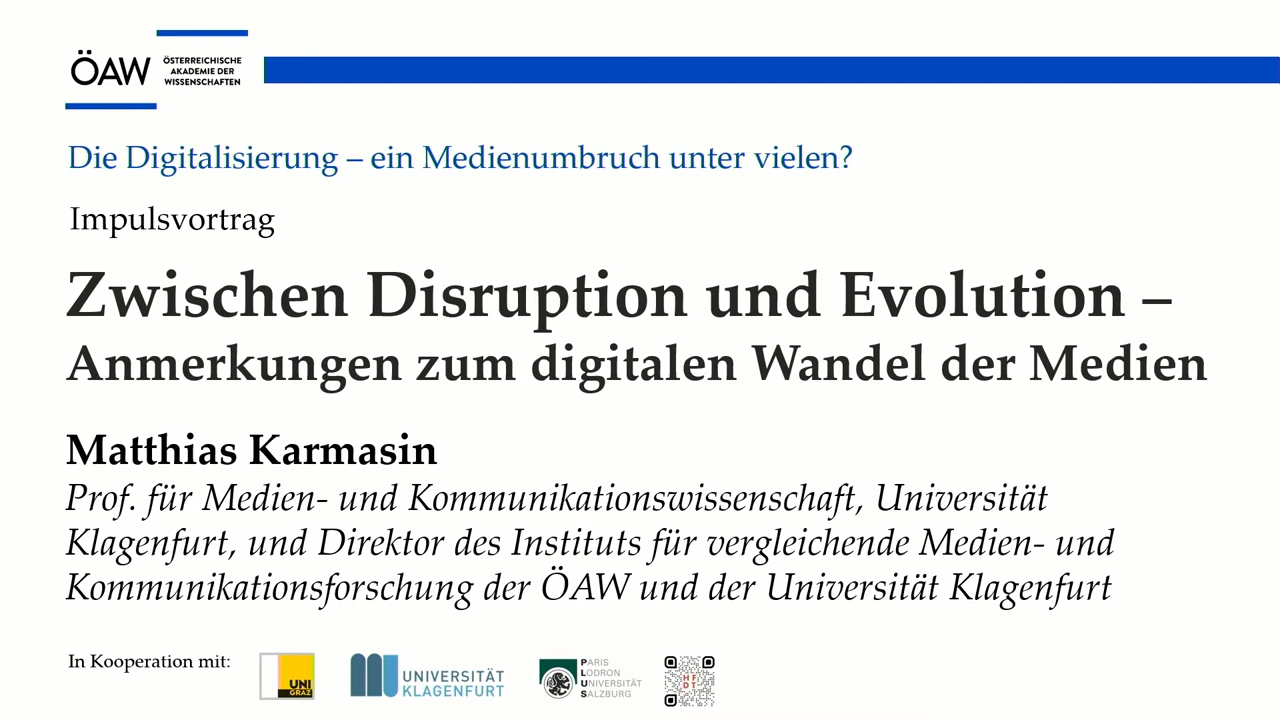 ÖAW
ÖSTERREICHISCHE
AKADEMIE DER
WISSENSCHAFTEN
Die Digitalisierung – ein Medienumbruch unter vielen?
Impulsvortrag
Zwischen Disruption und Evolution –
Anmerkungen zum digitalen Wandel der Medien
Matthias Karmasin
Prof. für Medien- und Kommunikationswissenschaft, Universität
Klagenfurt, und Direktor des Instituts für vergleichende Medien- und
Kommunikationsforschung der ÖAW und der Universität Klagenfurt
In Kooperation mit:
UNI
GRAZ
UNIVERSITÄT
KLAGENFURT
PLUS
PARIS
LODRON
UNIVERSITÄT
SALZBURG
HF
DT